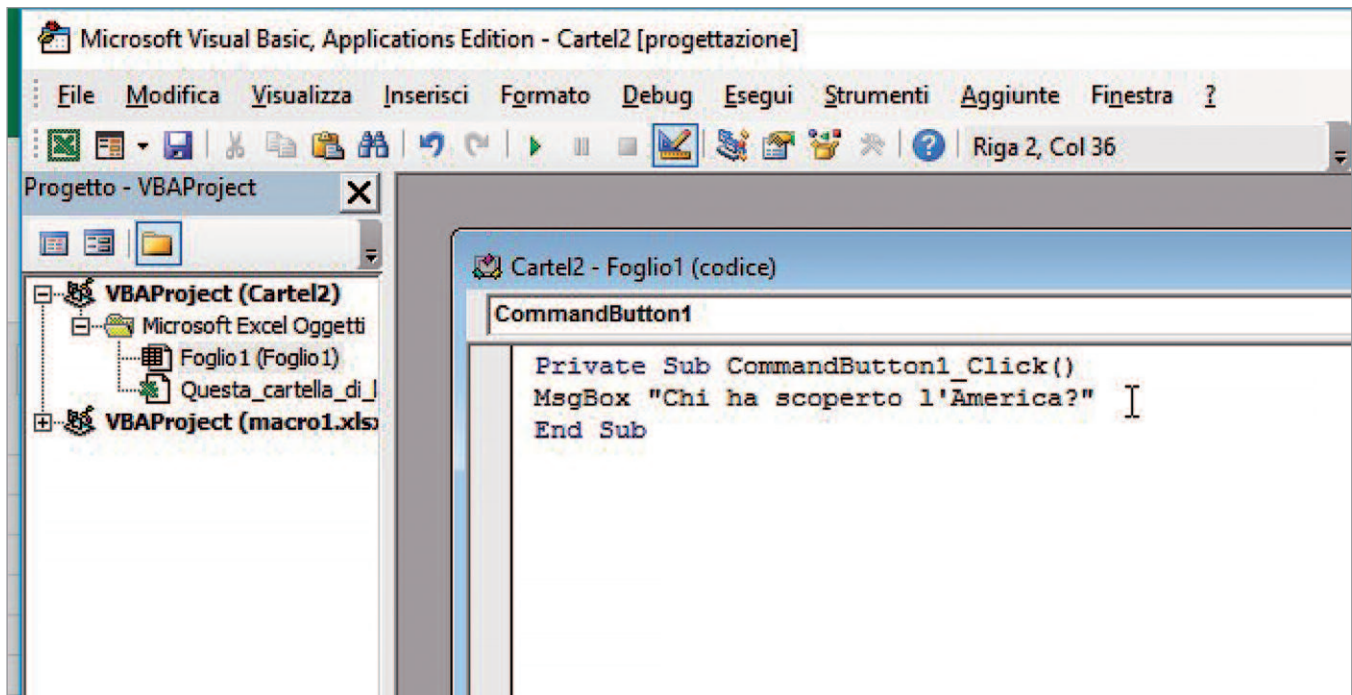 Microsoft Visual Basic, Applications Edition - Cartel2 [progettazione]
File Modifica Visualizza Inserisci Formato Debug Esegui Strumenti Aggiunte Finestra ?
Riga 2, Col 36
Progetto - VBAProject
VBAProject (Cartel2)
Microsoft Excel Oggetti
Foglio1 (Foglio1)
Questa_cartella_di_l
VBAProject (macro1.xls
Cartel2 - Foglio1 (codice)
CommandButton1
Private Sub CommandButton1_Click()
MsgBox "Chi ha scoperto l'America?"
End Sub